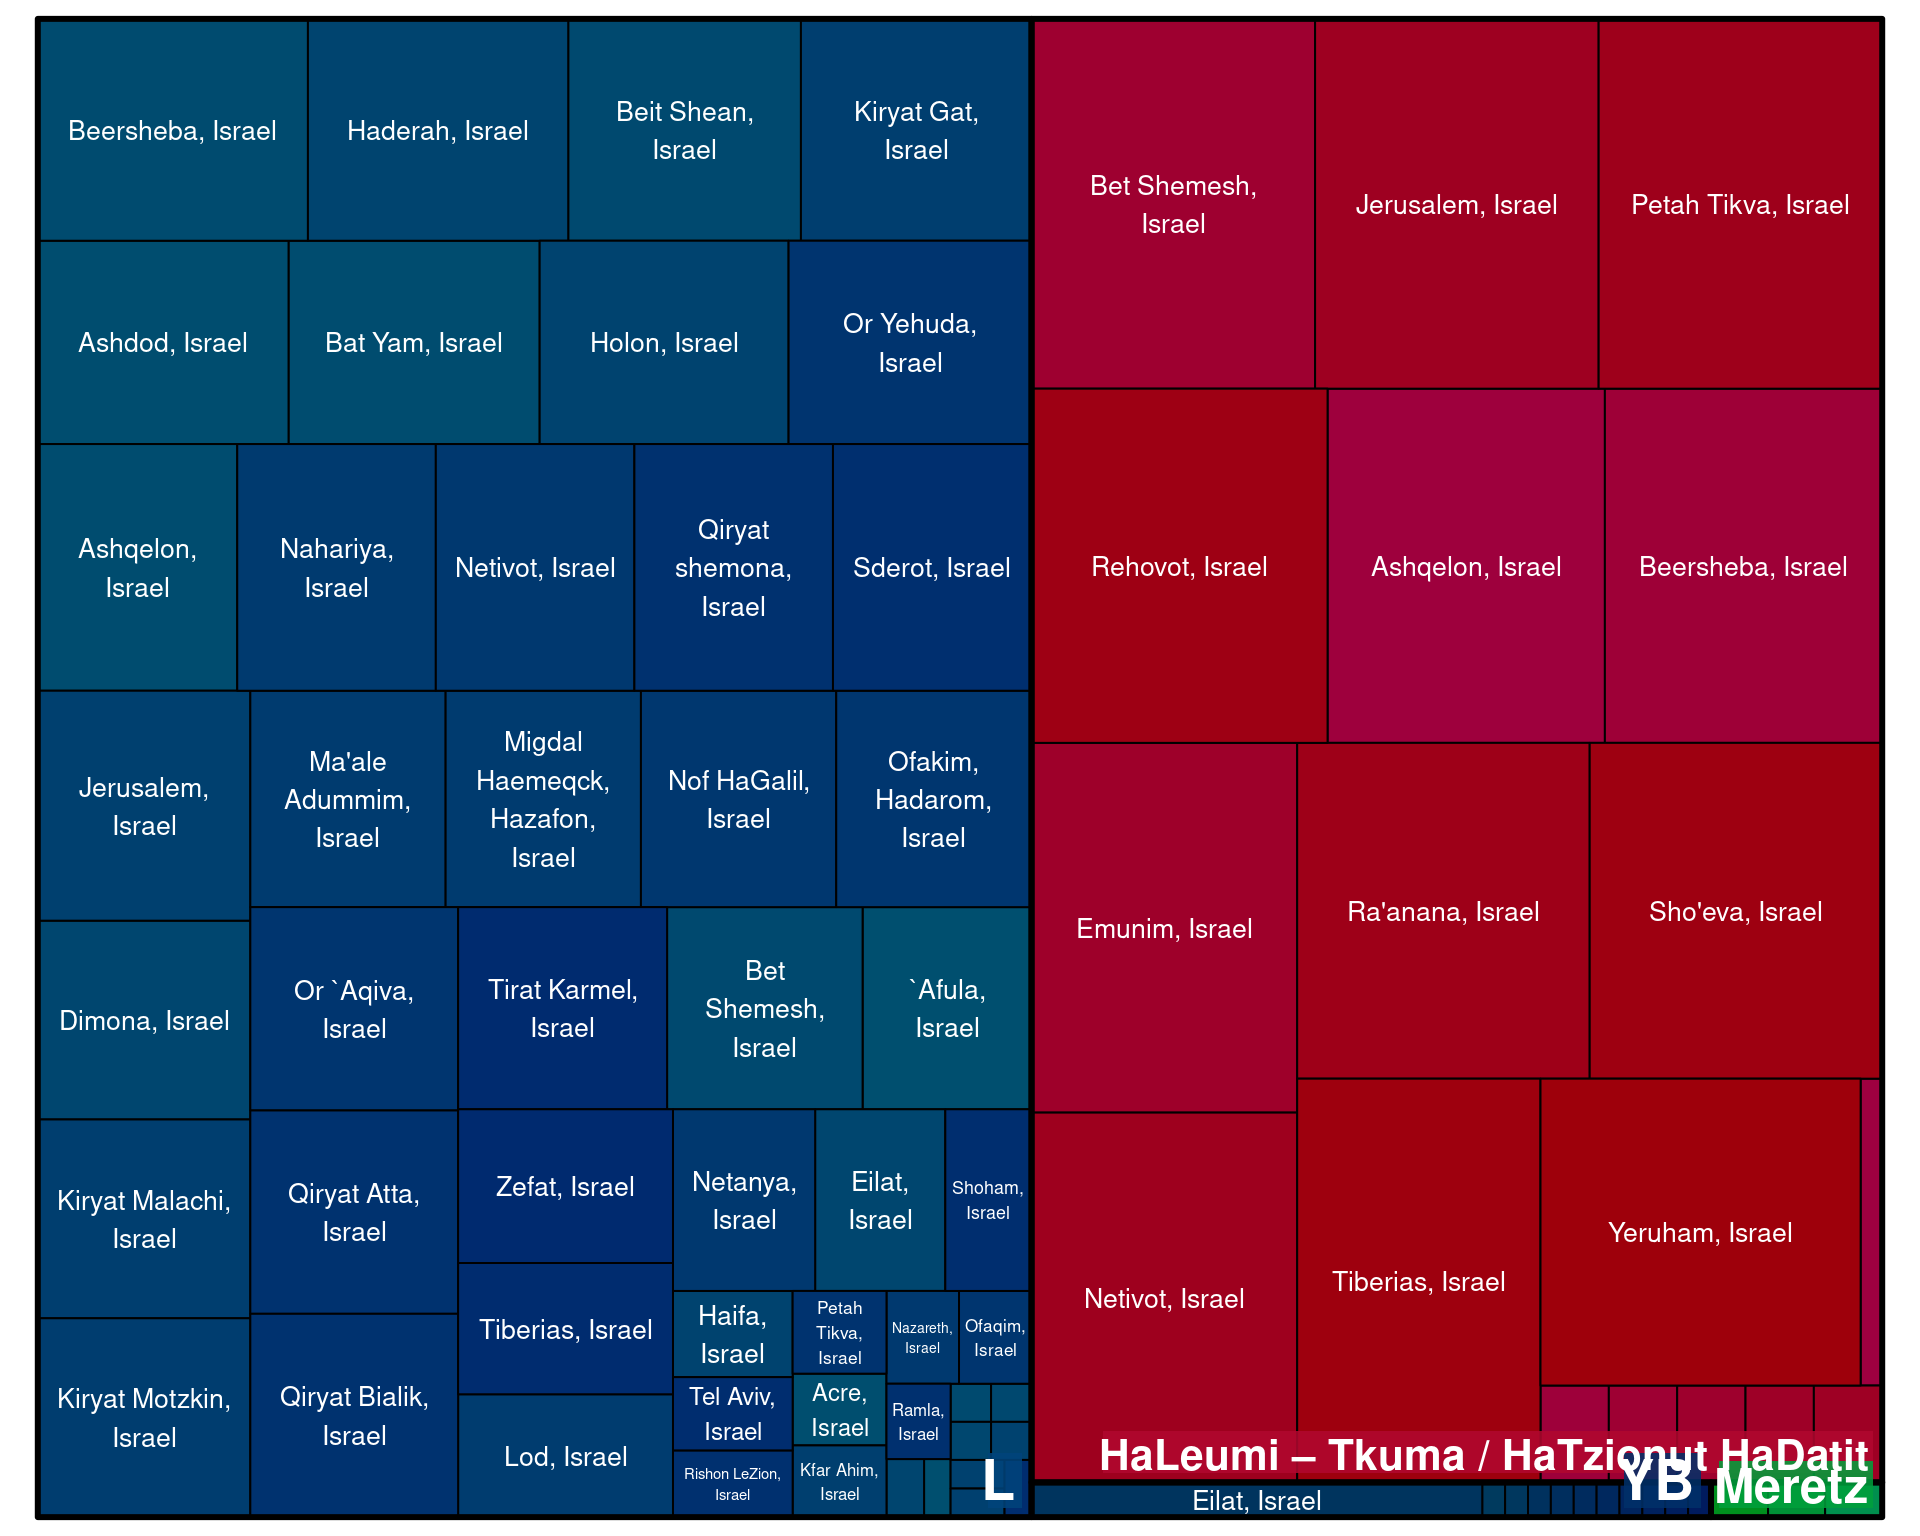 Beersheba, Israel
Haderah, Israel
Beit Shean,
Israel
Kiryat Gat,
Israel
Ashdod, Israel
Bat Yam, Israel
Holon, Israel
Or Yehuda,
Israel
Ashqelon,
Israel
Nahariya,
Israel
Netivot, Israel
Qiryat
shemona,
Israel
Sderot, Israel
Jerusalem,
Israel
Ma'ale
Adummim,
Israel
Migdal
Haemeqck,
Hazafon,
Israel
Nof HaGalil,
Israel
Ofakim,
Hadarom,
Israel
Dimona, Israel
Or `Aqiva,
Israel
Tirat Karmel,
Israel
Bet
Shemesh,
Israel
`Afula,
Israel
Kiryat Malachi,
Israel
Qiryat Atta,
Israel
Zefat, Israel
Netanya,
Israel
Eilat,
Israel
Shoham,
Israel
Kiryat Motzkin,
Israel
Qiryat Bialik,
Israel
Tiberias, Israel
Lod, Israel
Haifa,
Israel
Petah
Tikva,
Israel
Nazareth,
Israel
Ofaqim,
Israel
Tel Aviv,
Israel
Acre,
Israel
Ramla,
Israel
Rishon LeZion,
Israel
Kfar Ahim,
Israel
L
Bet Shemesh,
Israel
Jerusalem, Israel
Petah Tikva, Israel
Rehovot, Israel
Ashqelon, Israel
Beersheba, Israel
Emunim, Israel
Ra'anana, Israel
Sho'eva, Israel
Netivot, Israel
Tiberias, Israel
Yeruham, Israel
HaLeumi – Tkuma / HaTzionut HaDatit
Eilat, Israel
YB
Meretz